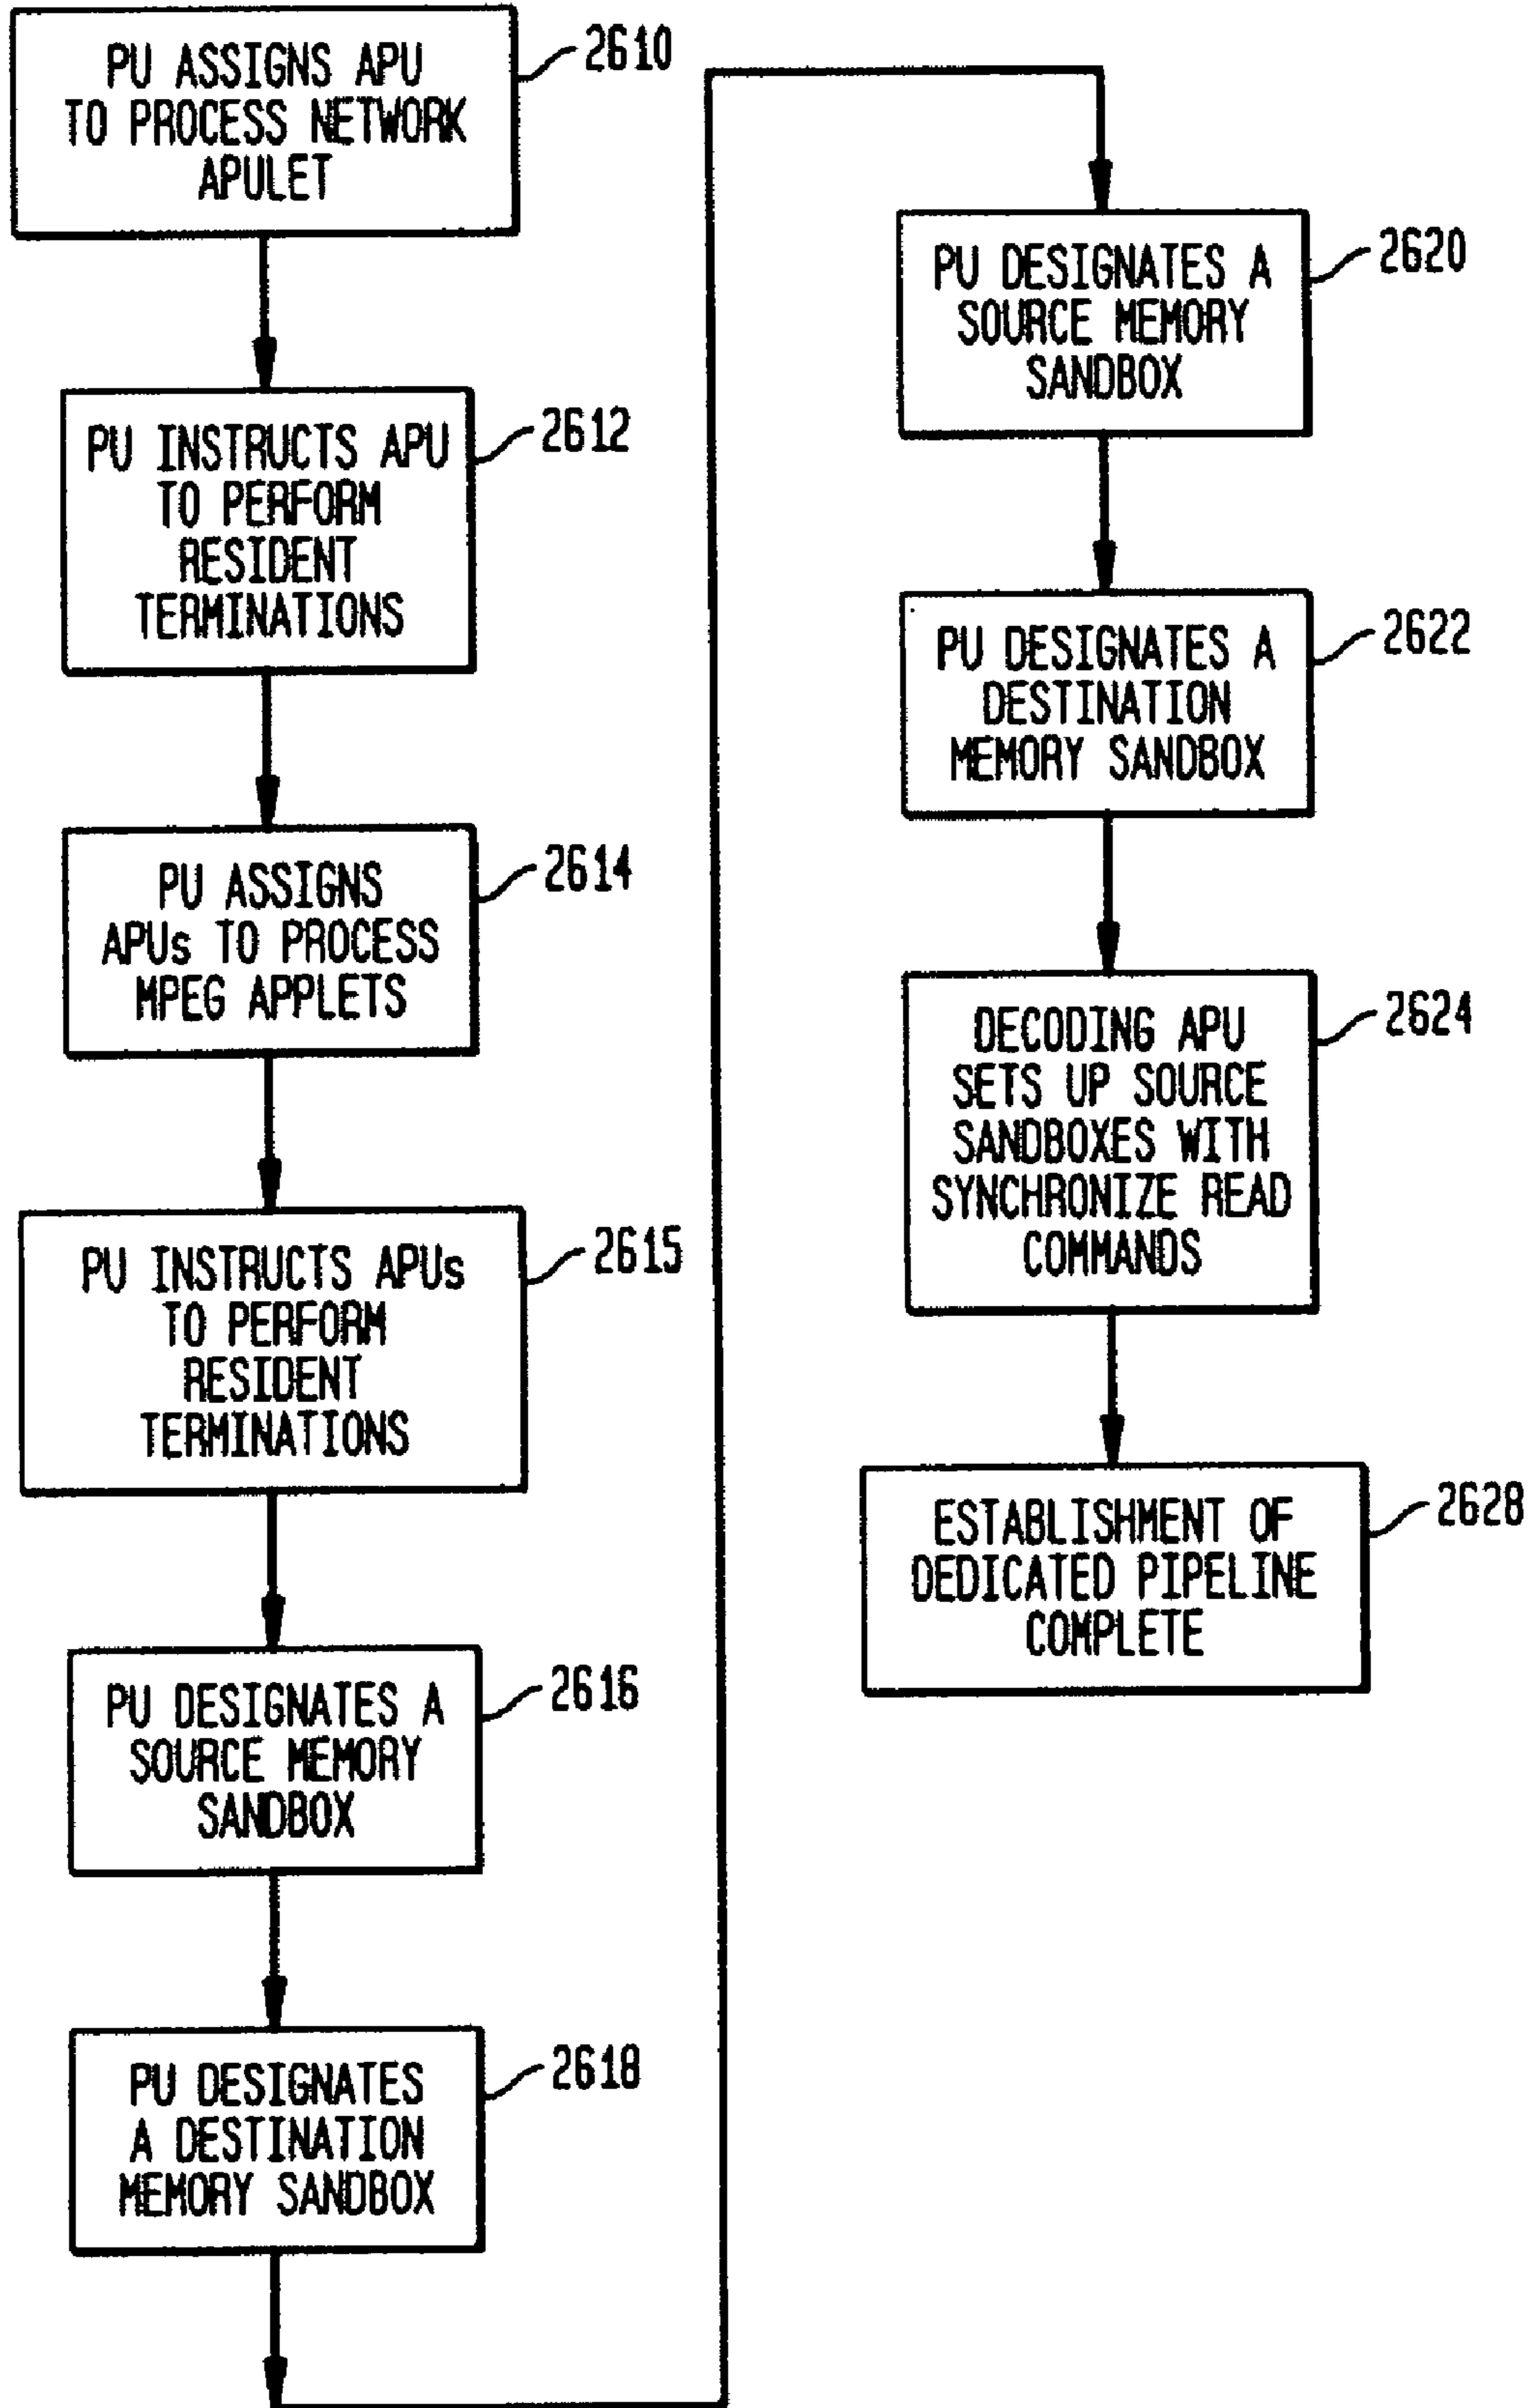 PU ASSIGNS APU
TO PROCESS NETWORK
APULET
2610
PU INSTRUCTS APU
TO PERFORM
RESIDENT
TERMINATIONS
2612
PU ASSIGNS
APUs TO PROCESS
MPEG APPLETS
2614
PU INSTRUCTS APUs
TO PERFORM
RESIDENT
TERMINATIONS
2615
PU DESIGNATES A
SOURCE MEMORY
SANDBOX
2616
PU DESIGNATES
A DESTINATION
MEMORY SANDBOX
2618
PU DESIGNATES A
SOURCE MEMORY
SANDBOX
2620
PU DESIGNATES A
DESTINATION
MEMORY SANDBOX
2622
DECODING APU
SETS UP SOURCE
SANDBOXES WITH
SYNCHRONIZE READ
COMMANDS
2624
ESTABLISHMENT OF
DEDICATED PIPELINE
COMPLETE
2628